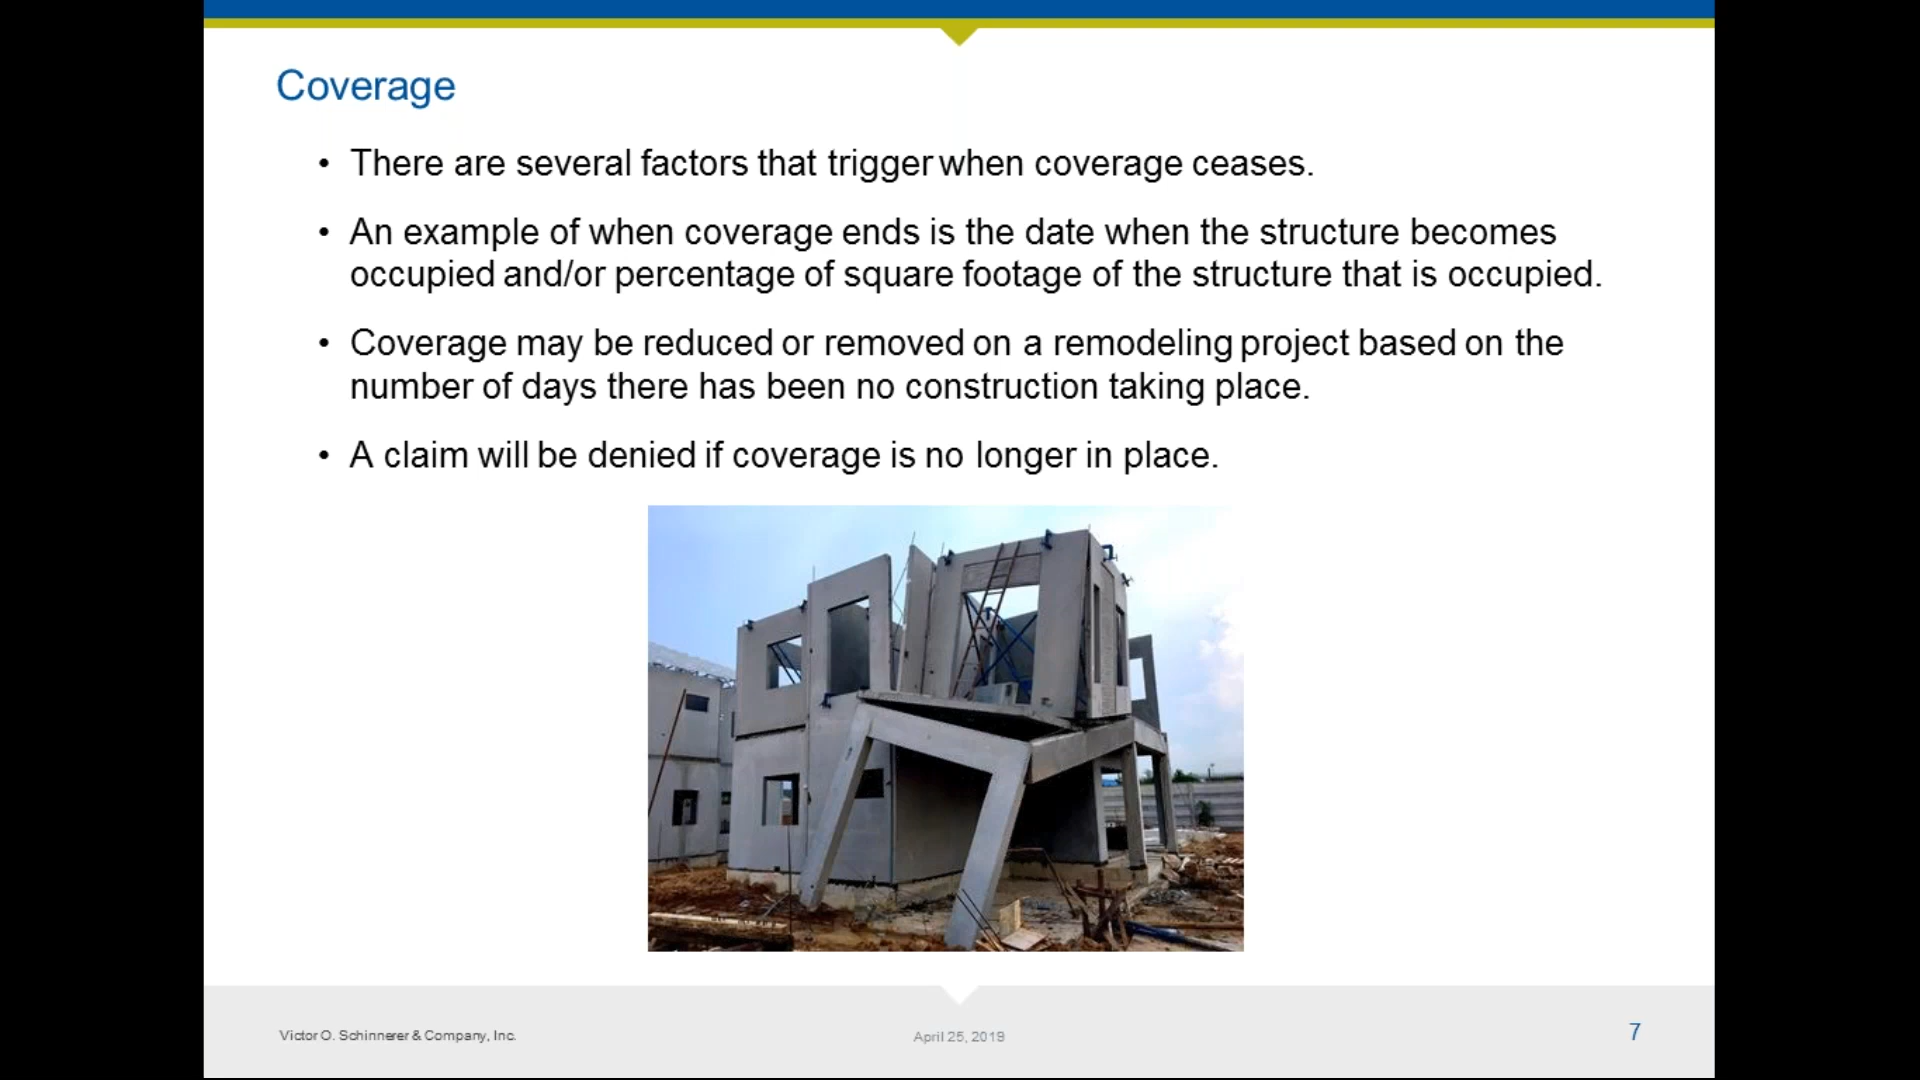 Coverage
• There are several factors that trigger when coverage ceases.
• An example of when coverage ends is the date when the structure becomes
occupied and/or percentage of square footage of the structure that is occupied.
• Coverage may be reduced or removed on a remodeling project based on the
number of days there has been no construction taking place.
• A claim will be denied if coverage is no longer in place.
Victor O. Schinnerer & Company, Inc.
April 25, 2019
7